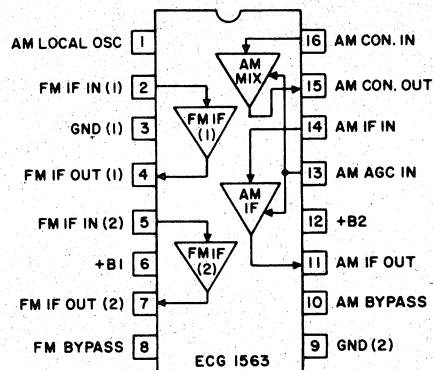 AM LOCAL OSC 1
FM IF IN (1) 2
GND (1) 3
FM IF OUT (1) 4
FM IF IN (2) 5
+B1 6
FM IF OUT (2) 7
FM BYPASS 8
AM
MIX
FM IF
(1)
AM
IF
FM IF
(2)
16 AM CON. IN
15 AM CON. OUT
14 AM IF IN
13 AM AGC IN
12 +B2
11 AM IF OUT
10 AM BYPASS
9 GND (2)
ECG 1563